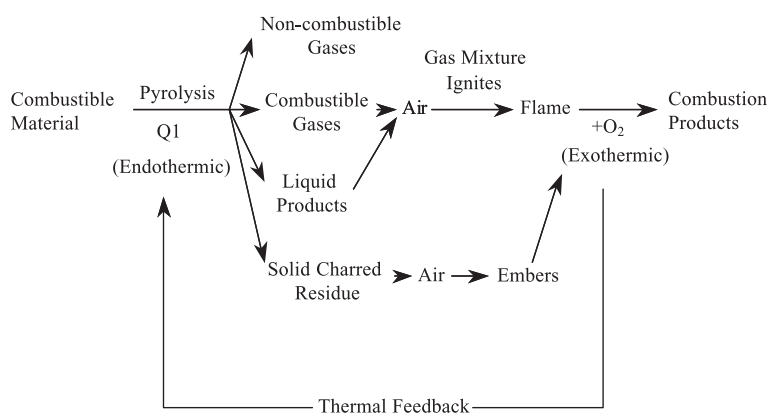 Non-combustible
Gases
Gas Mixture
Ignites
Combustible
Material
Pyrolysis
Q1
(Endothermic)
Combustible
Gases
Air
Flame
+O₂
(Exothermic)
Combustion
Products
Liquid
Products
Solid Charred
Residue
Air
Embers
Thermal Feedback